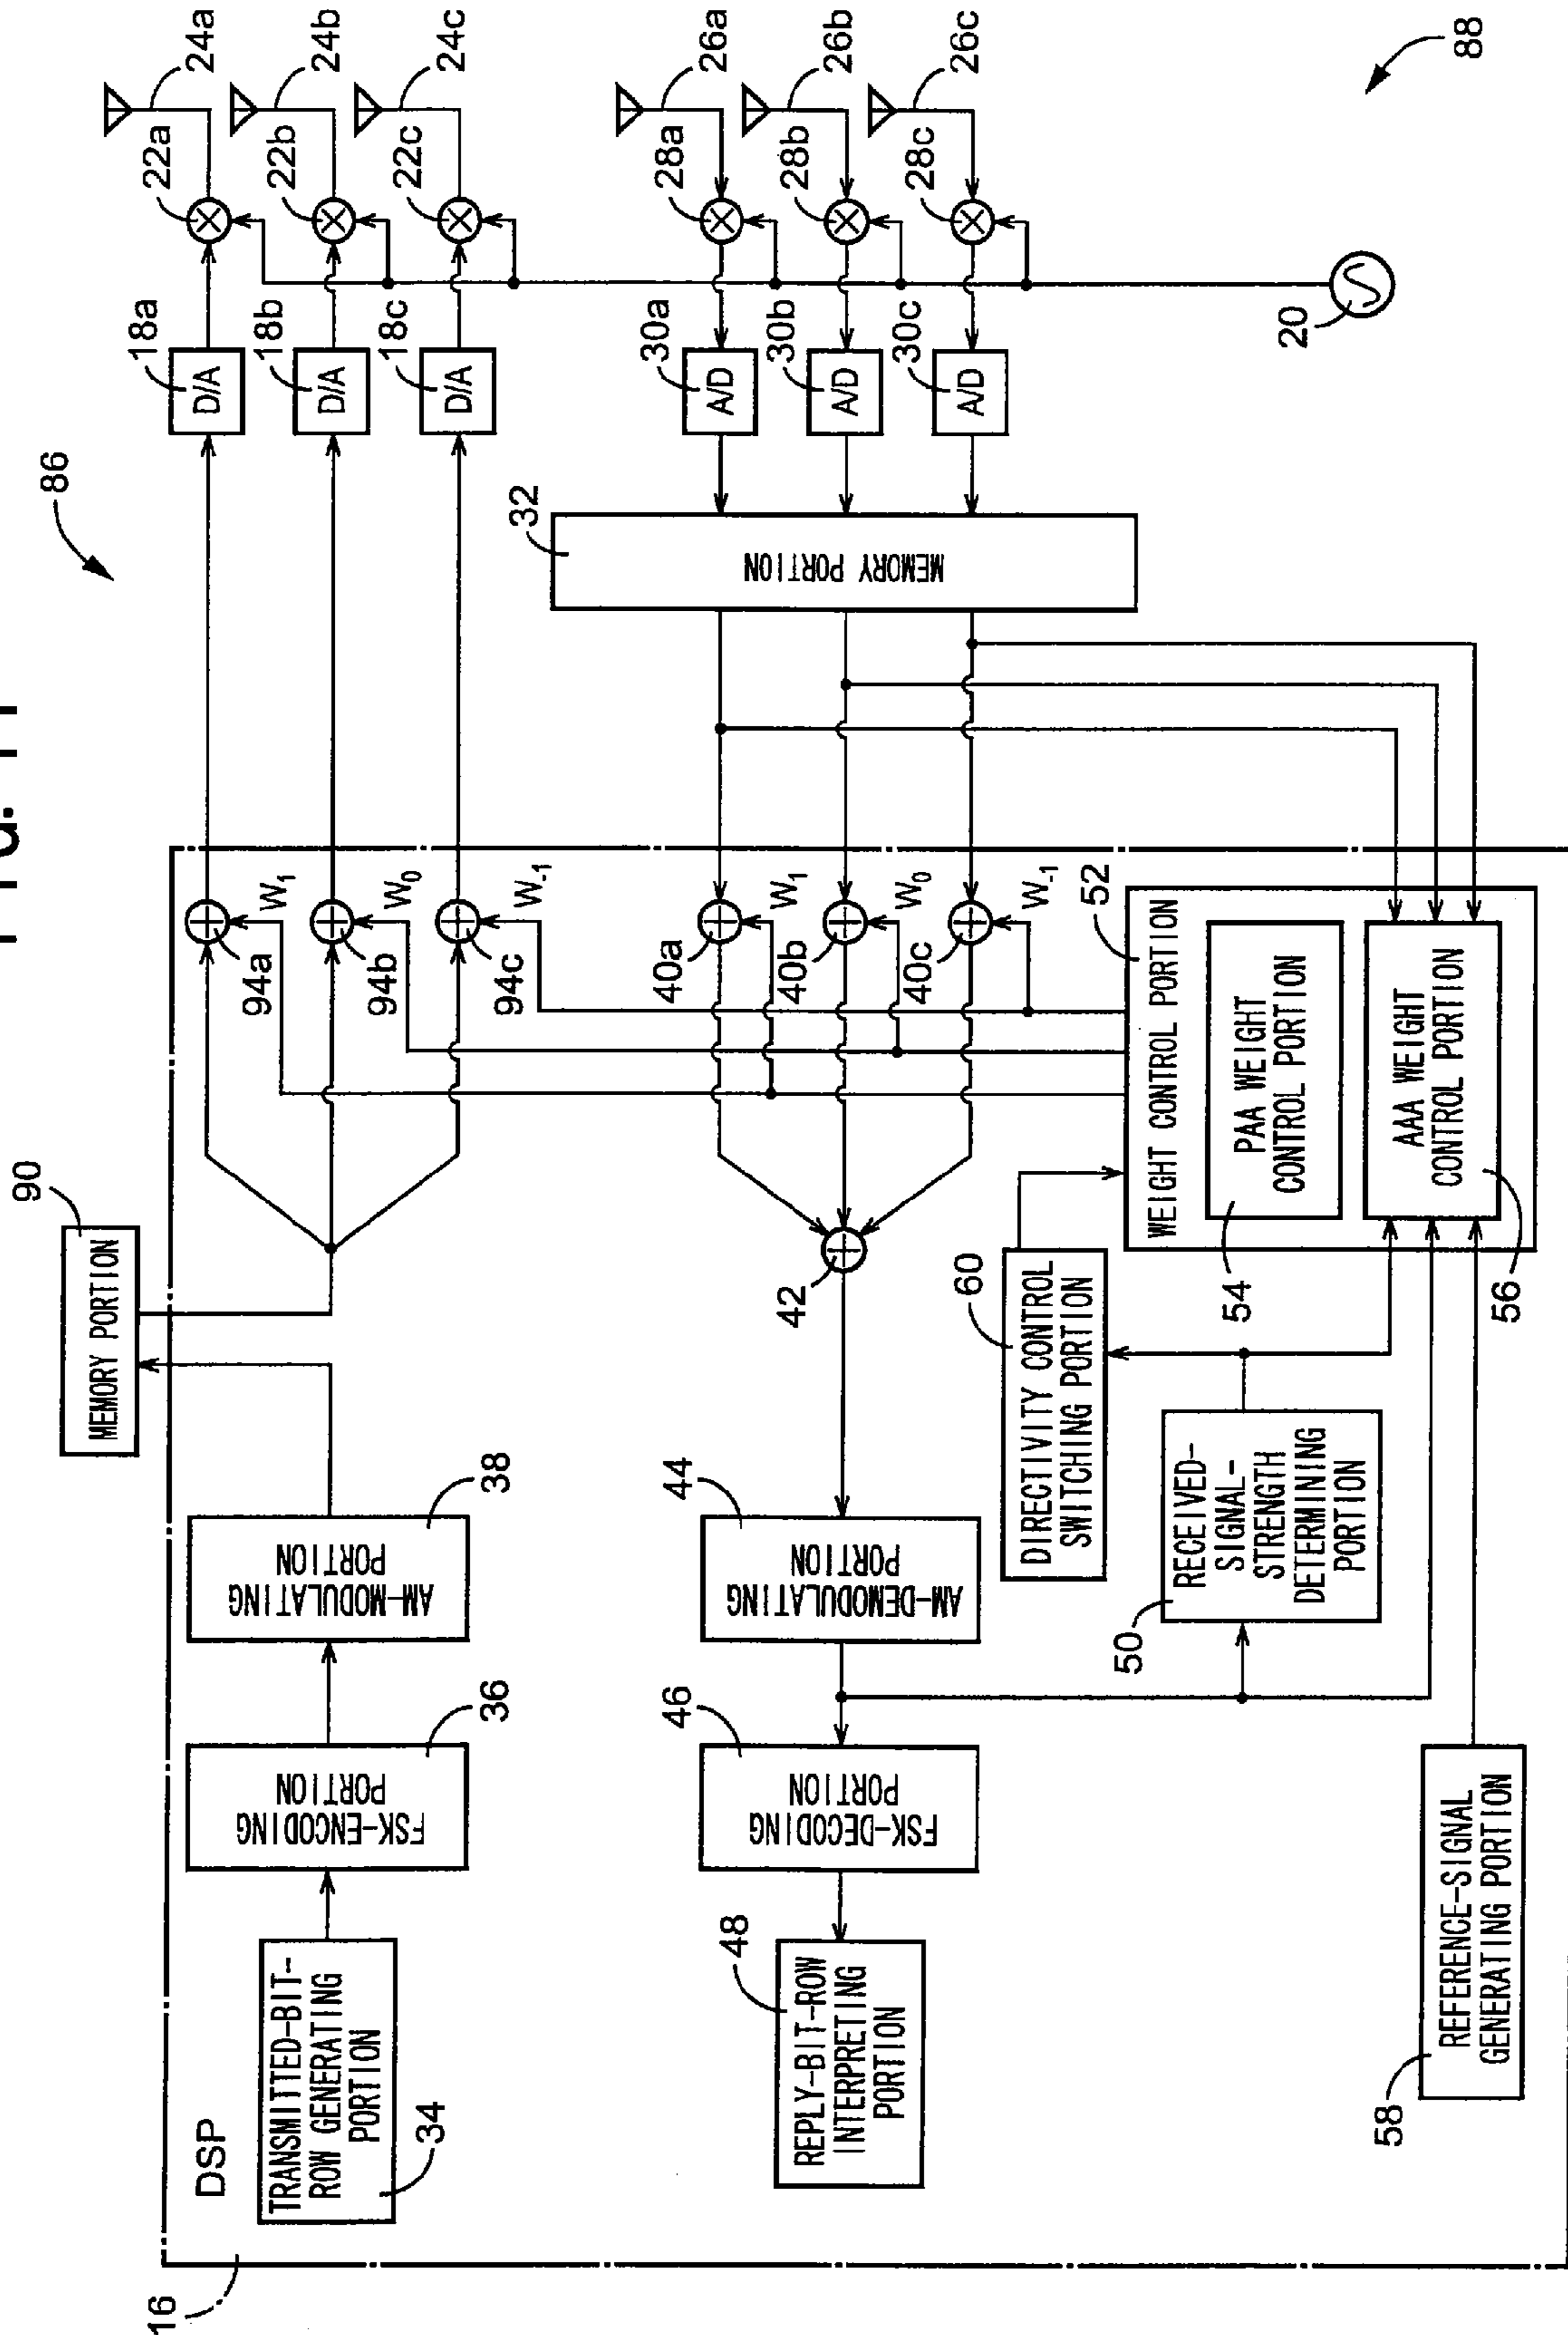 FIG. 11
86
88
90
MEMORY PORTION
16
DSP
TRANSMITTED-BIT-
ROW GENERATING
PORTION
34
FSK-ENCODING
PORTION
36
AM-MODULATING
PORTION
38
94a
W1
94b
W0
94c
W-1
18a
D/A
18b
D/A
18c
D/A
22a
22b
22c
24a
24b
24c
REPLY-BIT-ROW
INTERPRETING
PORTION
48
FSK-DECODING
PORTION
46
AM-DEMODULATING
PORTION
44
42
40a
W1
40b
W0
40c
W-1
MEMORY PORTION
32
30a
A/D
30b
A/D
30c
A/D
28a
28b
28c
26a
26b
26c
20
REFERENCE-SIGNAL
GENERATING PORTION
58
RECEIVED-
SIGNAL-
STRENGTH
DETERMINING
PORTION
50
DIRECTIVITY CONTROL
SWITCHING PORTION
60
WEIGHT CONTROL PORTION
52
PAA WEIGHT
CONTROL PORTION
54
AAA WEIGHT
CONTROL PORTION
56